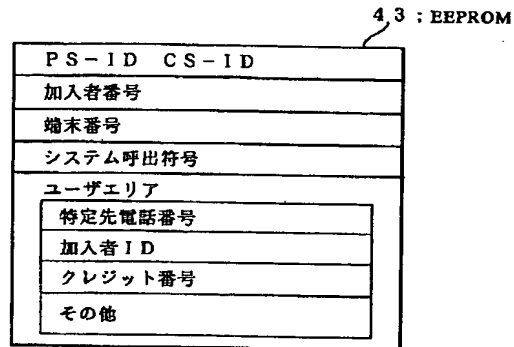 43 ; EEPROM
PS-ID CS-ID
加入者番号
端末番号
システム呼出符号
ユーザエリア
特定先電話番号
加入者ID
クレジット番号
その他